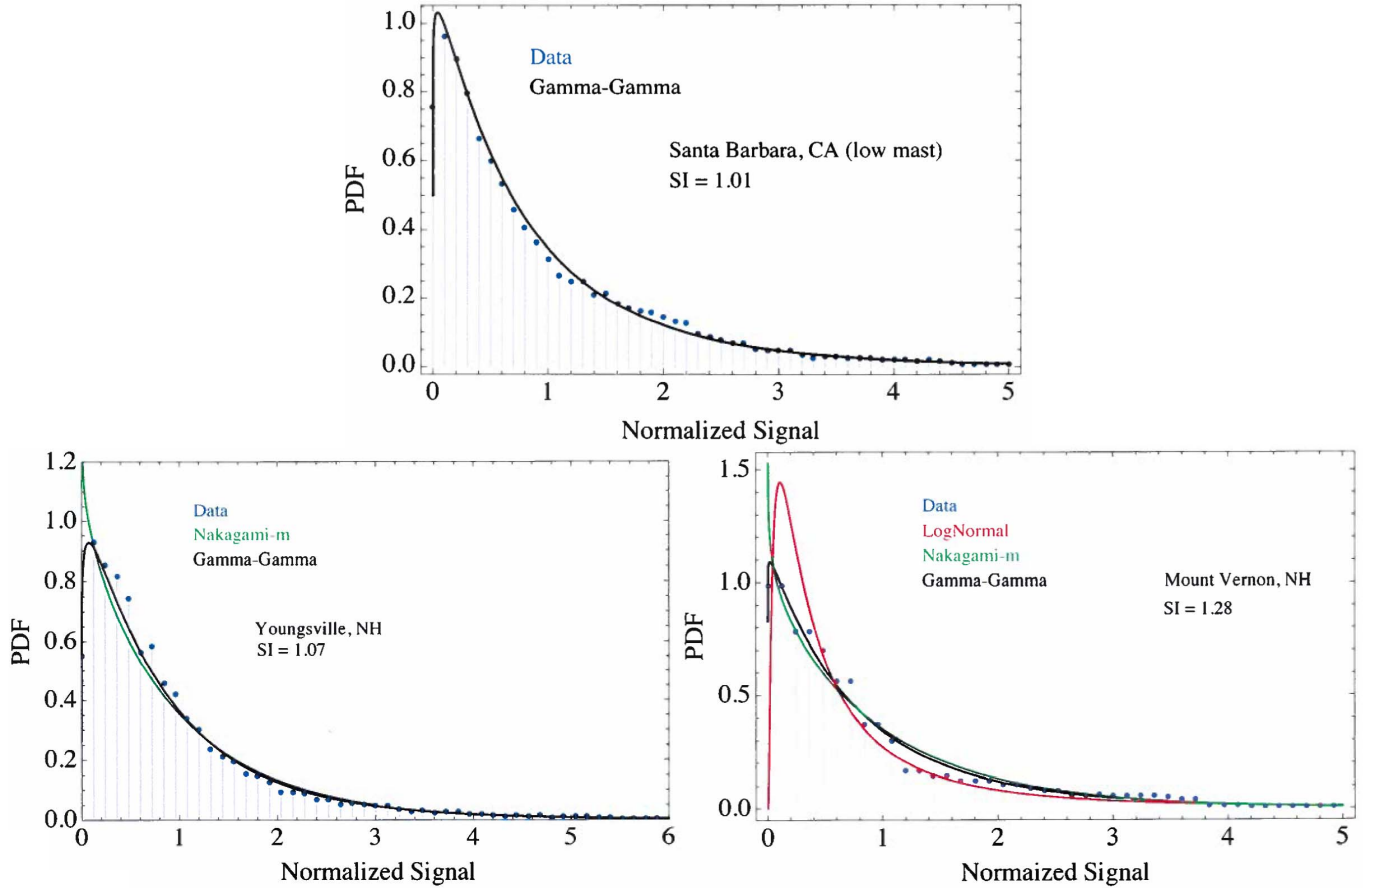 1.0
0.8
0.6
0.4
0.2
0.0
PDF
Data
Gamma-Gamma
Santa Barbara, CA (low mast)
SI = 1.01
0 1 2 3 4 5
Normalized Signal
1.2
1.0
0.8
0.6
0.4
0.2
0.0
PDF
Data
Nakagami-m
Gamma-Gamma
Youngsville, NH
SI = 1.07
0 1 2 3 4 5 6
Normalized Signal
1.5
1.0
0.5
0.0
PDF
Data
LogNormal
Nakagami-m
Gamma-Gamma
Mount Vernon, NH
SI = 1.28
0 1 2 3 4 5
Normaized Signal